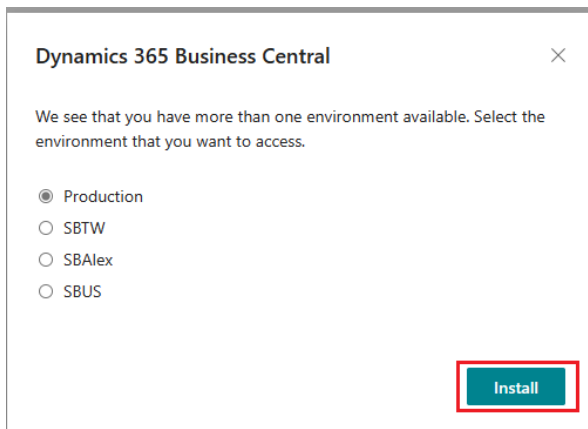 Dynamics 365 Business Central
We see that you have more than one environment available. Select the
environment that you want to access.
Production
SBTW
SBAlex
SBUS
Install